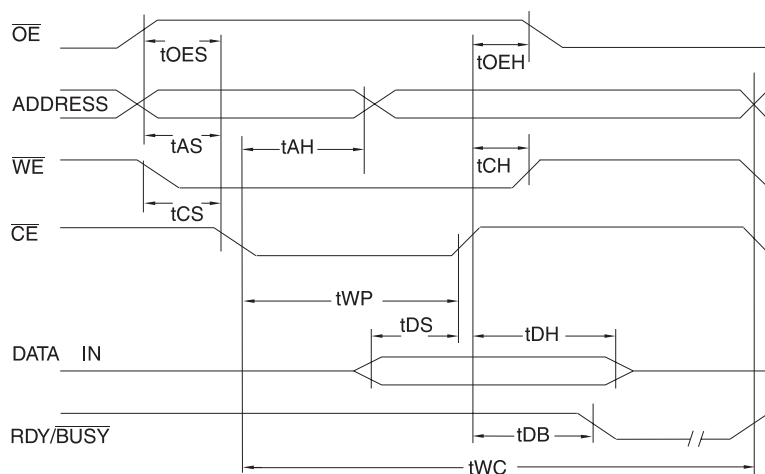 OE
tOES
tOEH
ADDRESS
tAS
tAH
tCH
WE
tCS
CE
tWP
tDS
tDH
DATA IN
RDY/BUSY
tDB
tWC